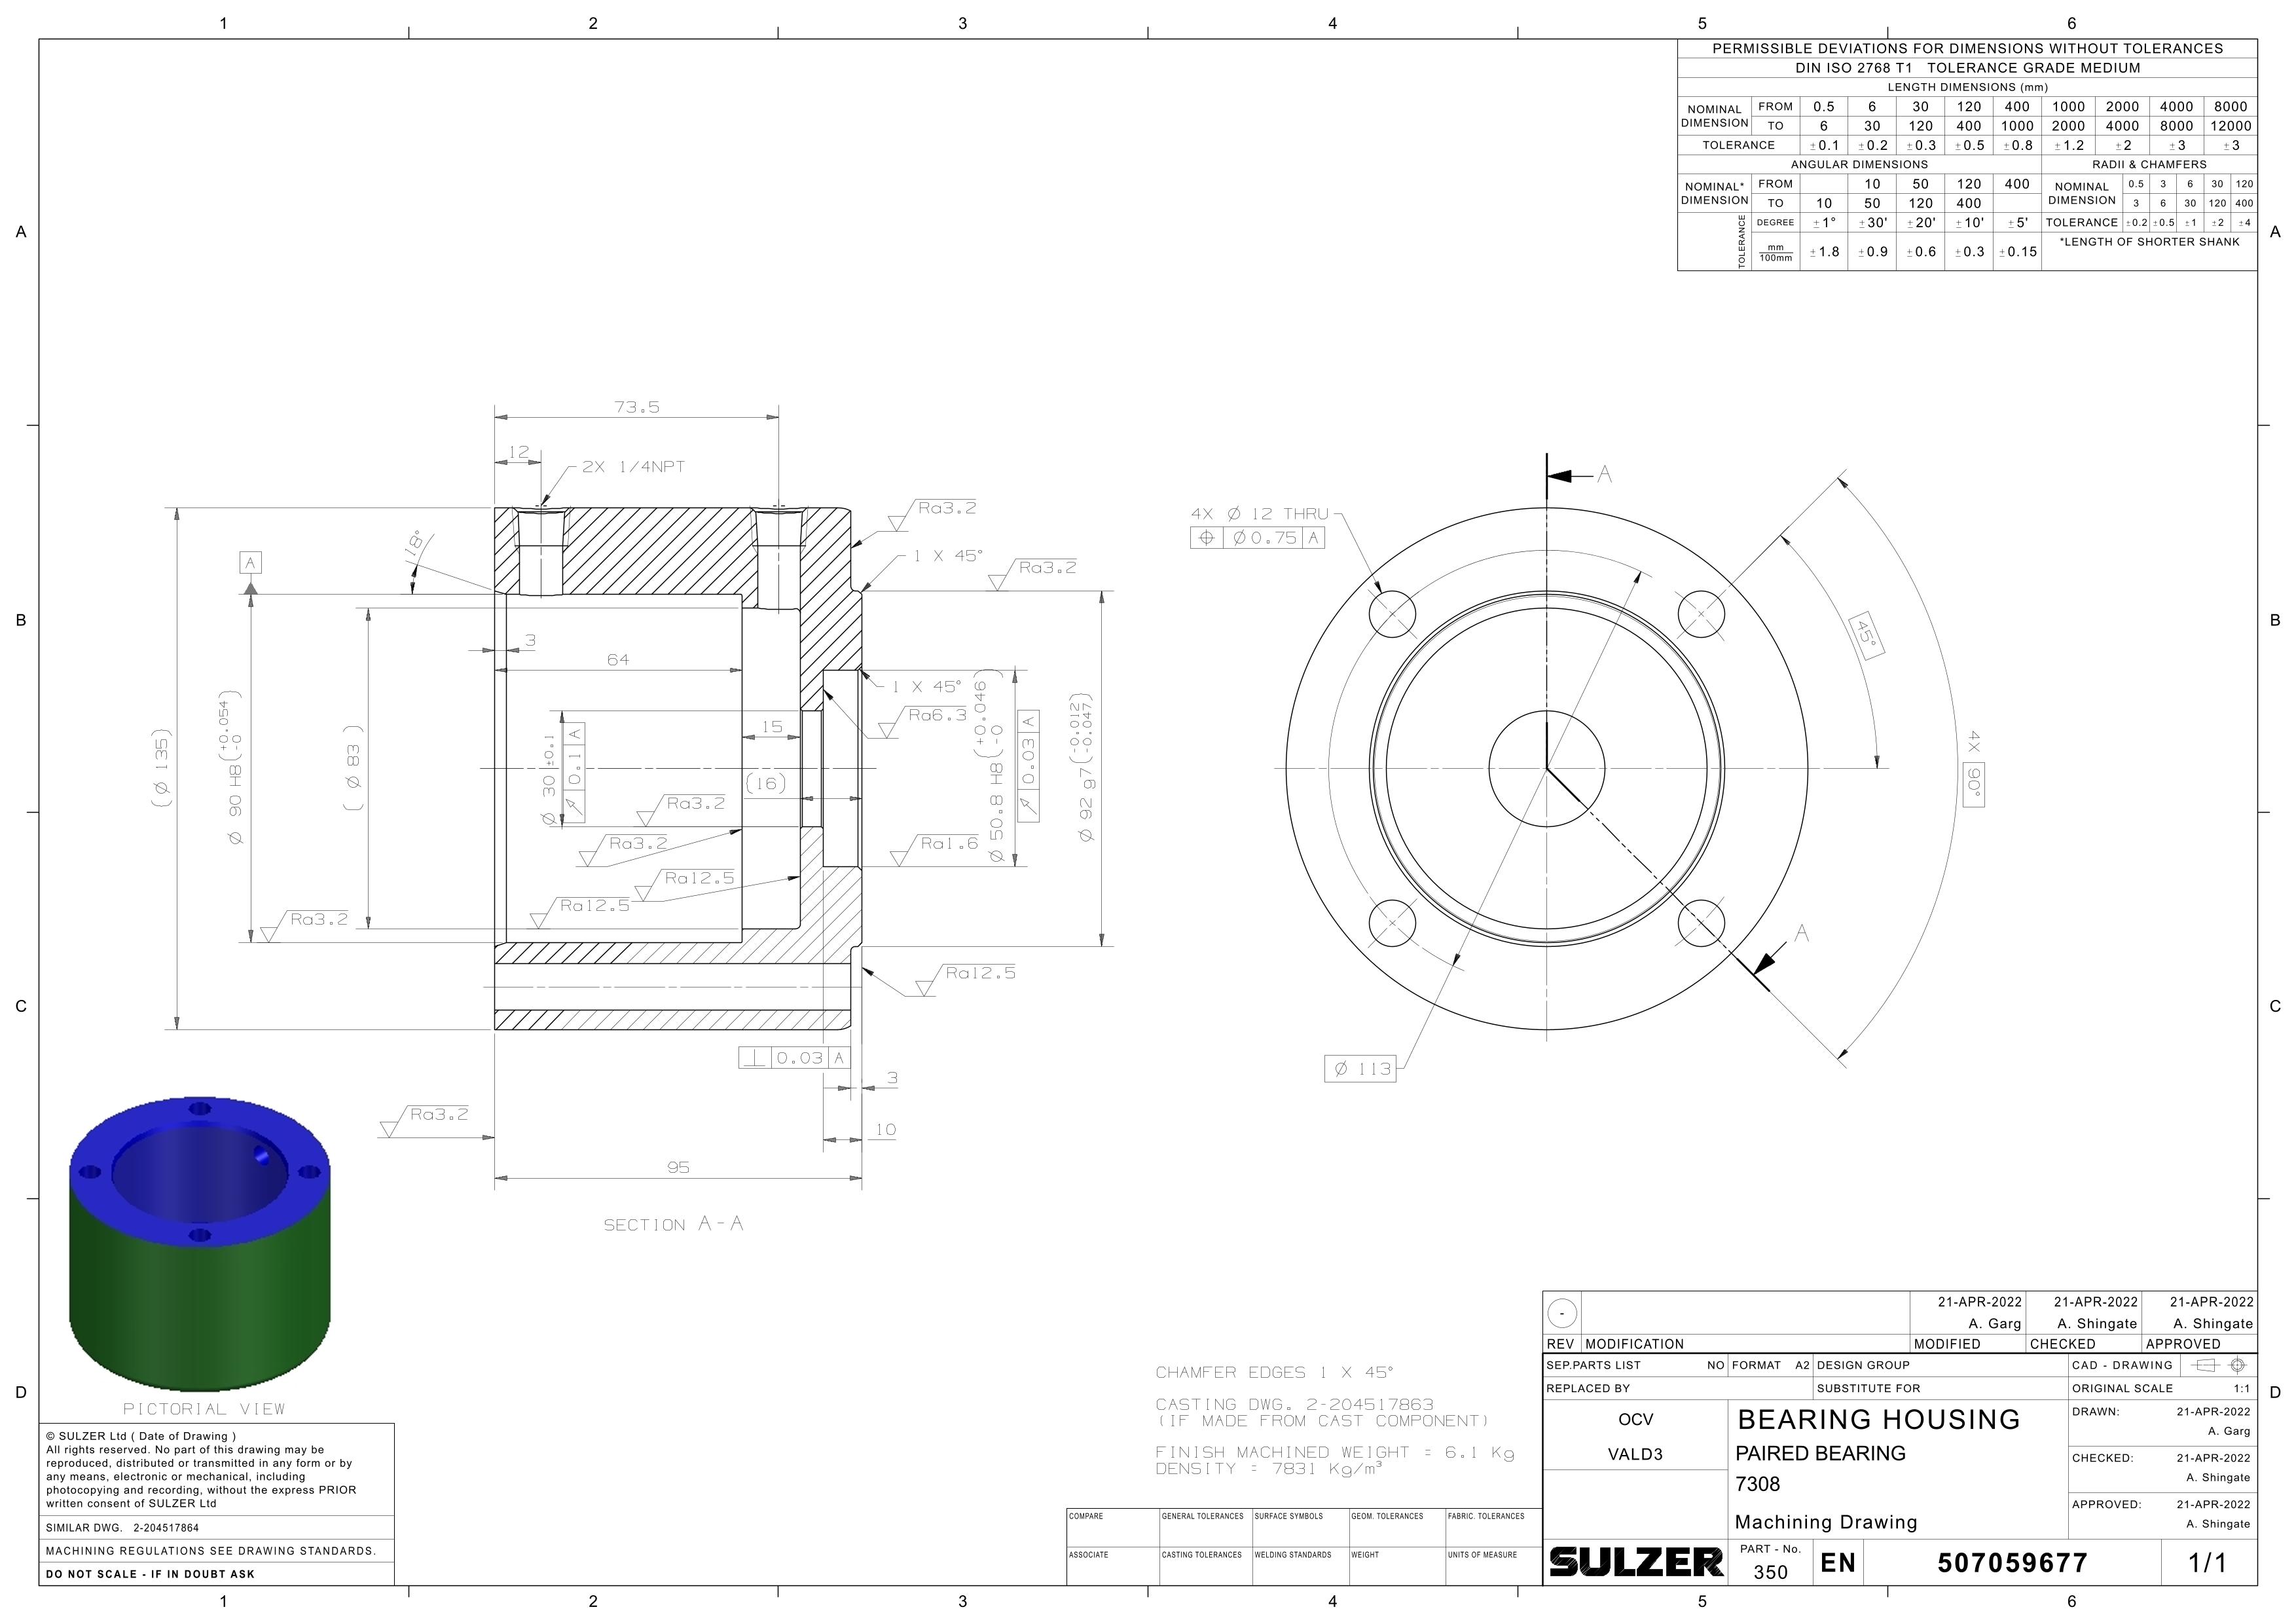 1 2 3 4 5 6
PERMISSIBLE DEVIATIONS FOR DIMENSIONS WITHOUT TOLERANCES
DIN ISO 2768 T1 TOLERANCE GRADE MEDIUM
LENGTH DIMENSIONS (mm)
NOMINAL DIMENSION FROM 0.5 6 30 120 400 1000 2000 4000 8000
TO 6 30 120 400 1000 2000 4000 8000 12000
TOLERANCE ±0.1 ±0.2 ±0.3 ±0.5 ±0.8 ±1.2 ±2 ±3 ±3
ANGULAR DIMENSIONS RADII & CHAMFERS
NOMINAL* DIMENSION FROM 10 50 120 400 NOMINAL DIMENSION 0.5 3 6 30 120
TO 10 50 120 400 3 6 30 120 400
TOLERANCE DEGREE ±1° ±30' ±20' ±10' ±5' TOLERANCE ±0.2 ±0.5 ±1 ±2 ±4
mm/100mm ±1.8 ±0.9 ±0.6 ±0.3 ±0.15 *LENGTH OF SHORTER SHANK
A A
B B
C C
D D
73.5
12
2X 1/4NPT
Ra3.2
18°
A
1 X 45°
Ra3.2
3
64
1 X 45°
Ra6.3
15
(Ø 135)
Ø 90 H8(+0.054 -0)
(Ø 83)
Ø 30 ±0.1
0.1 A
(16)
Ø 50.8 H8(+0.046 -0)
0.03 A
Ø 92 g7(-0.012 -0.047)
Ra3.2
Ra3.2
Ra1.6
Ra12.5
Ra12.5
Ra3.2
Ra12.5
⊥ 0.03 A
3
Ra3.2
10
95
SECTION A-A
A
4X Ø 12 THRU
⌖ Ø0.75 A
45°
4X 90°
A
Ø 113
PICTORIAL VIEW
© SULZER Ltd ( Date of Drawing )
All rights reserved. No part of this drawing may be
reproduced, distributed or transmitted in any form or by
any means, electronic or mechanical, including
photocopying and recording, without the express PRIOR
written consent of SULZER Ltd
SIMILAR DWG. 2-204517864
MACHINING REGULATIONS SEE DRAWING STANDARDS.
DO NOT SCALE - IF IN DOUBT ASK
CHAMFER EDGES 1 X 45°
CASTING DWG. 2-204517863
(IF MADE FROM CAST COMPONENT)
FINISH MACHINED WEIGHT = 6.1 Kg
DENSITY = 7831 Kg/m³
COMPARE GENERAL TOLERANCES SURFACE SYMBOLS GEOM. TOLERANCES FABRIC. TOLERANCES
ASSOCIATE CASTING TOLERANCES WELDING STANDARDS WEIGHT UNITS OF MEASURE
- 21-APR-2022 21-APR-2022 21-APR-2022
A. Garg A. Shingate A. Shingate
REV MODIFICATION MODIFIED CHECKED APPROVED
SEP.PARTS LIST NO FORMAT A2 DESIGN GROUP CAD - DRAWING
REPLACED BY SUBSTITUTE FOR ORIGINAL SCALE 1:1
OCV
VALD3
BEARING HOUSING
PAIRED BEARING
7308
Machining Drawing
DRAWN: 21-APR-2022
A. Garg
CHECKED: 21-APR-2022
A. Shingate
APPROVED: 21-APR-2022
A. Shingate
SULZER
PART - No.
350
EN
507059677
1/1
1 2 3 4 5 6